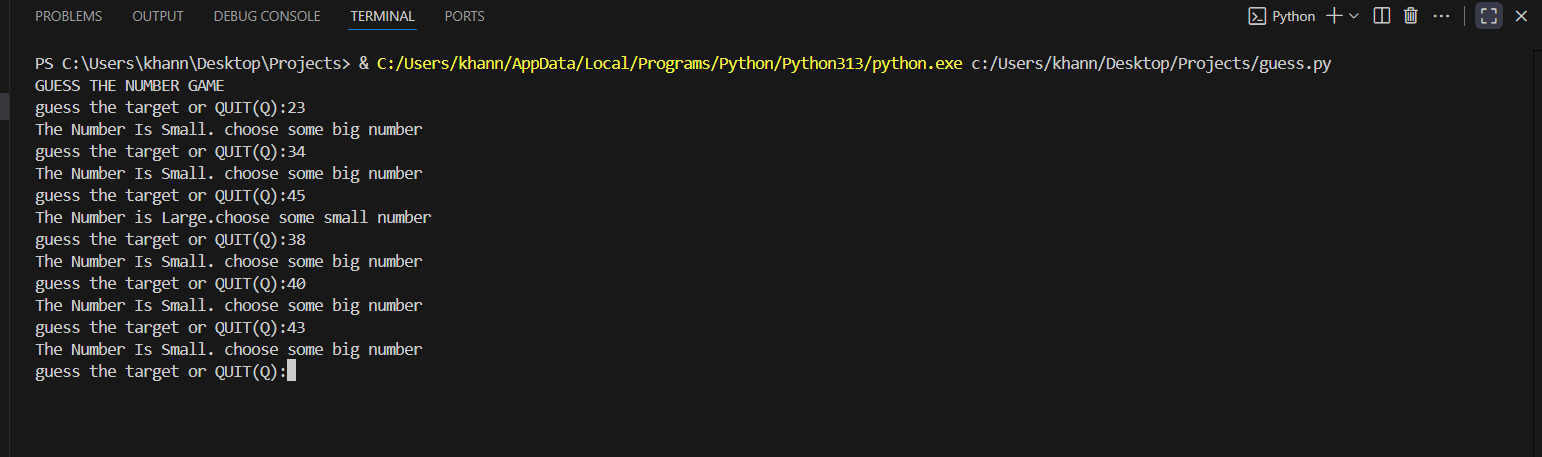 PROBLEMS OUTPUT DEBUG CONSOLE TERMINAL PORTS Python
PS C:\Users\khann\Desktop\Projects> & C:/Users/khann/AppData/Local/Programs/Python/Python313/python.exe c:/Users/khann/Desktop/Projects/guess.py
GUESS THE NUMBER GAME
guess the target or QUIT(Q):23
The Number Is Small. choose some big number
guess the target or QUIT(Q):34
The Number Is Small. choose some big number
guess the target or QUIT(Q):45
The Number is Large.choose some small number
guess the target or QUIT(Q):38
The Number Is Small. choose some big number
guess the target or QUIT(Q):40
The Number Is Small. choose some big number
guess the target or QUIT(Q):43
The Number Is Small. choose some big number
guess the target or QUIT(Q):